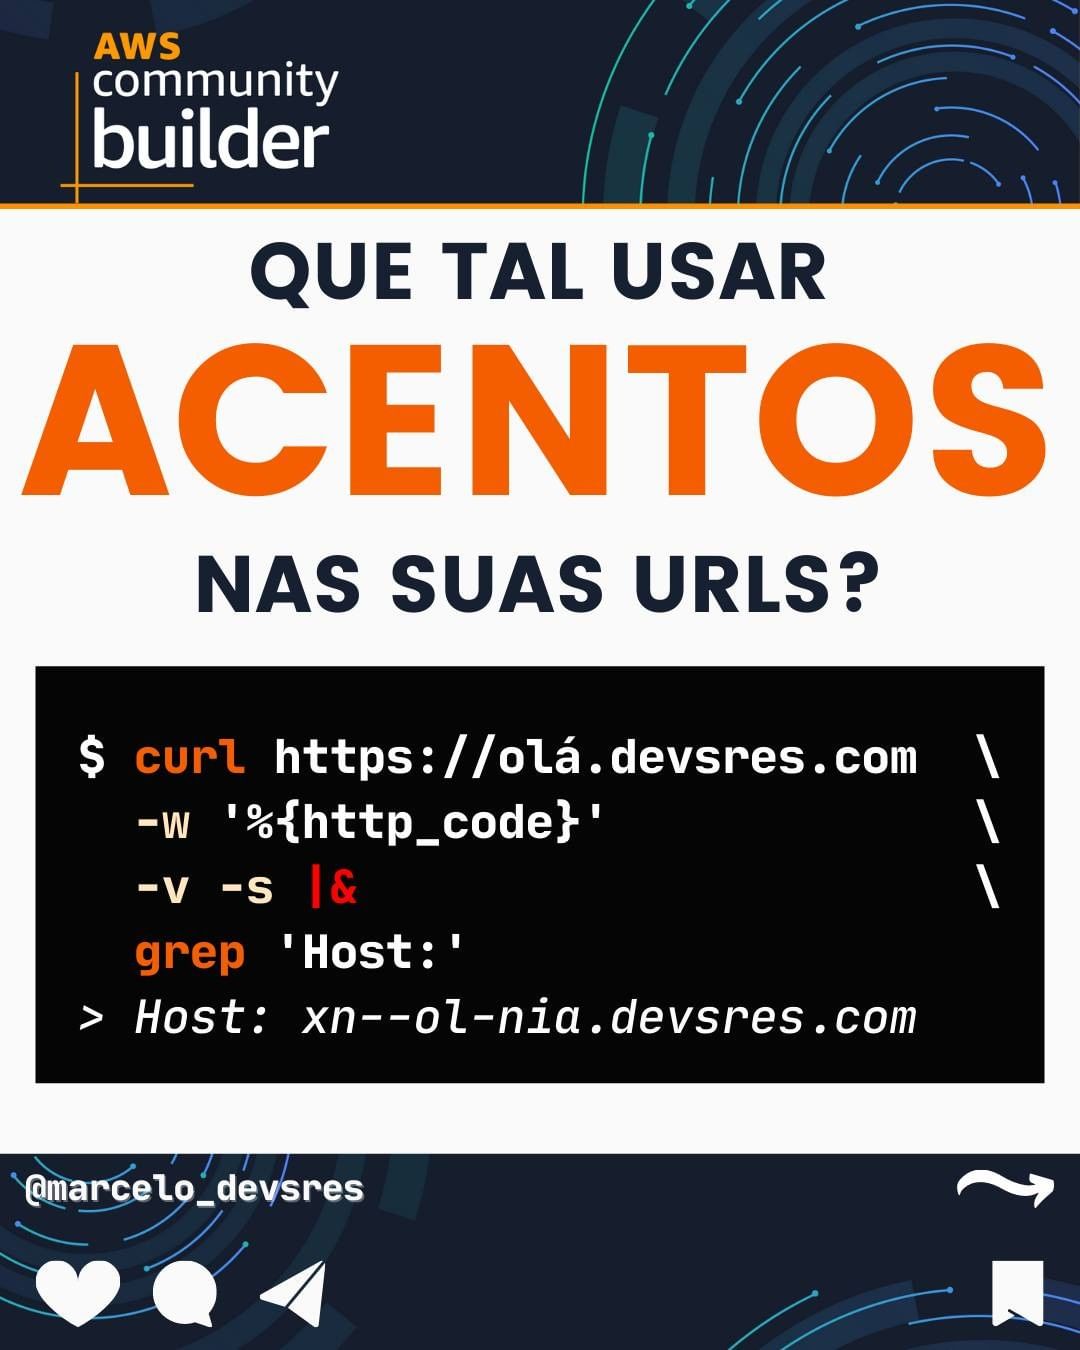 AWS
community
builder
QUE TAL USAR
ACENTOS
NAS SUAS URLS?
$ curl https://olá.devsres.com \
-w '%{http_code}' \
-v -s |& \
grep 'Host:'
> Host: xn--ol-nia.devsres.com
@marcelo_devsres